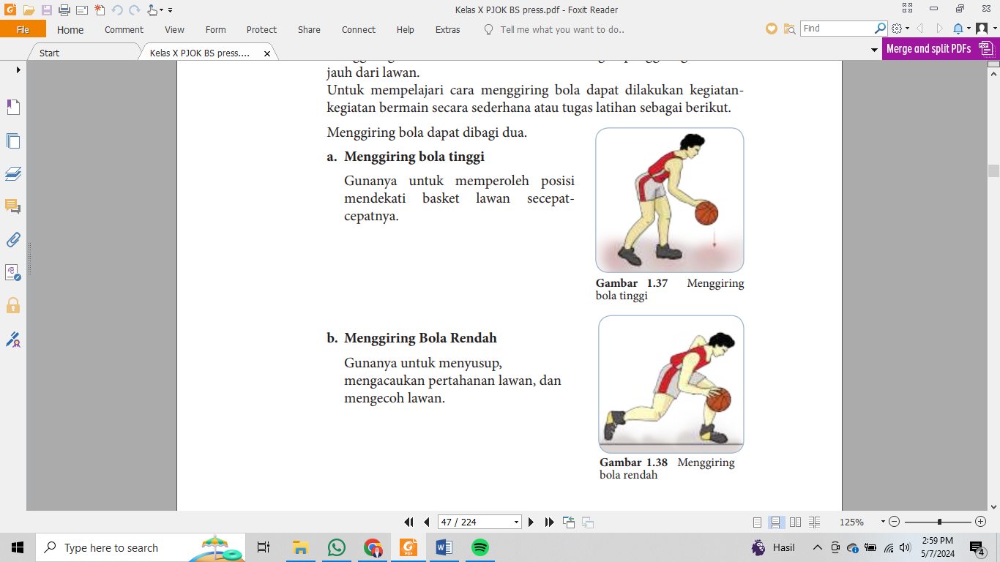 Kelas X PJOK BS press.pdf - Foxit Reader
File Home Comment View Form Protect Share Connect Help Extras Tell me what you want to do.. Find
Start Kelas X PJOK BS press.... Merge and split PDFs
jauh dari lawan.
Untuk mempelajari cara menggiring bola dapat dilakukan kegiatan-
kegiatan bermain secara sederhana atau tugas latihan sebagai berikut.
Menggiring bola dapat dibagi dua.
a. Menggiring bola tinggi
Gunanya untuk memperoleh posisi
mendekati basket lawan secepat-
cepatnya.
Gambar 1.37 Menggiring
bola tinggi
b. Menggiring Bola Rendah
Gunanya untuk menyusup,
mengacaukan pertahanan lawan, dan
mengecoh lawan.
Gambar 1.38 Menggiring
bola rendah
47 / 224
125%
Type here to search
Hasil
2:59 PM
5/7/2024
4